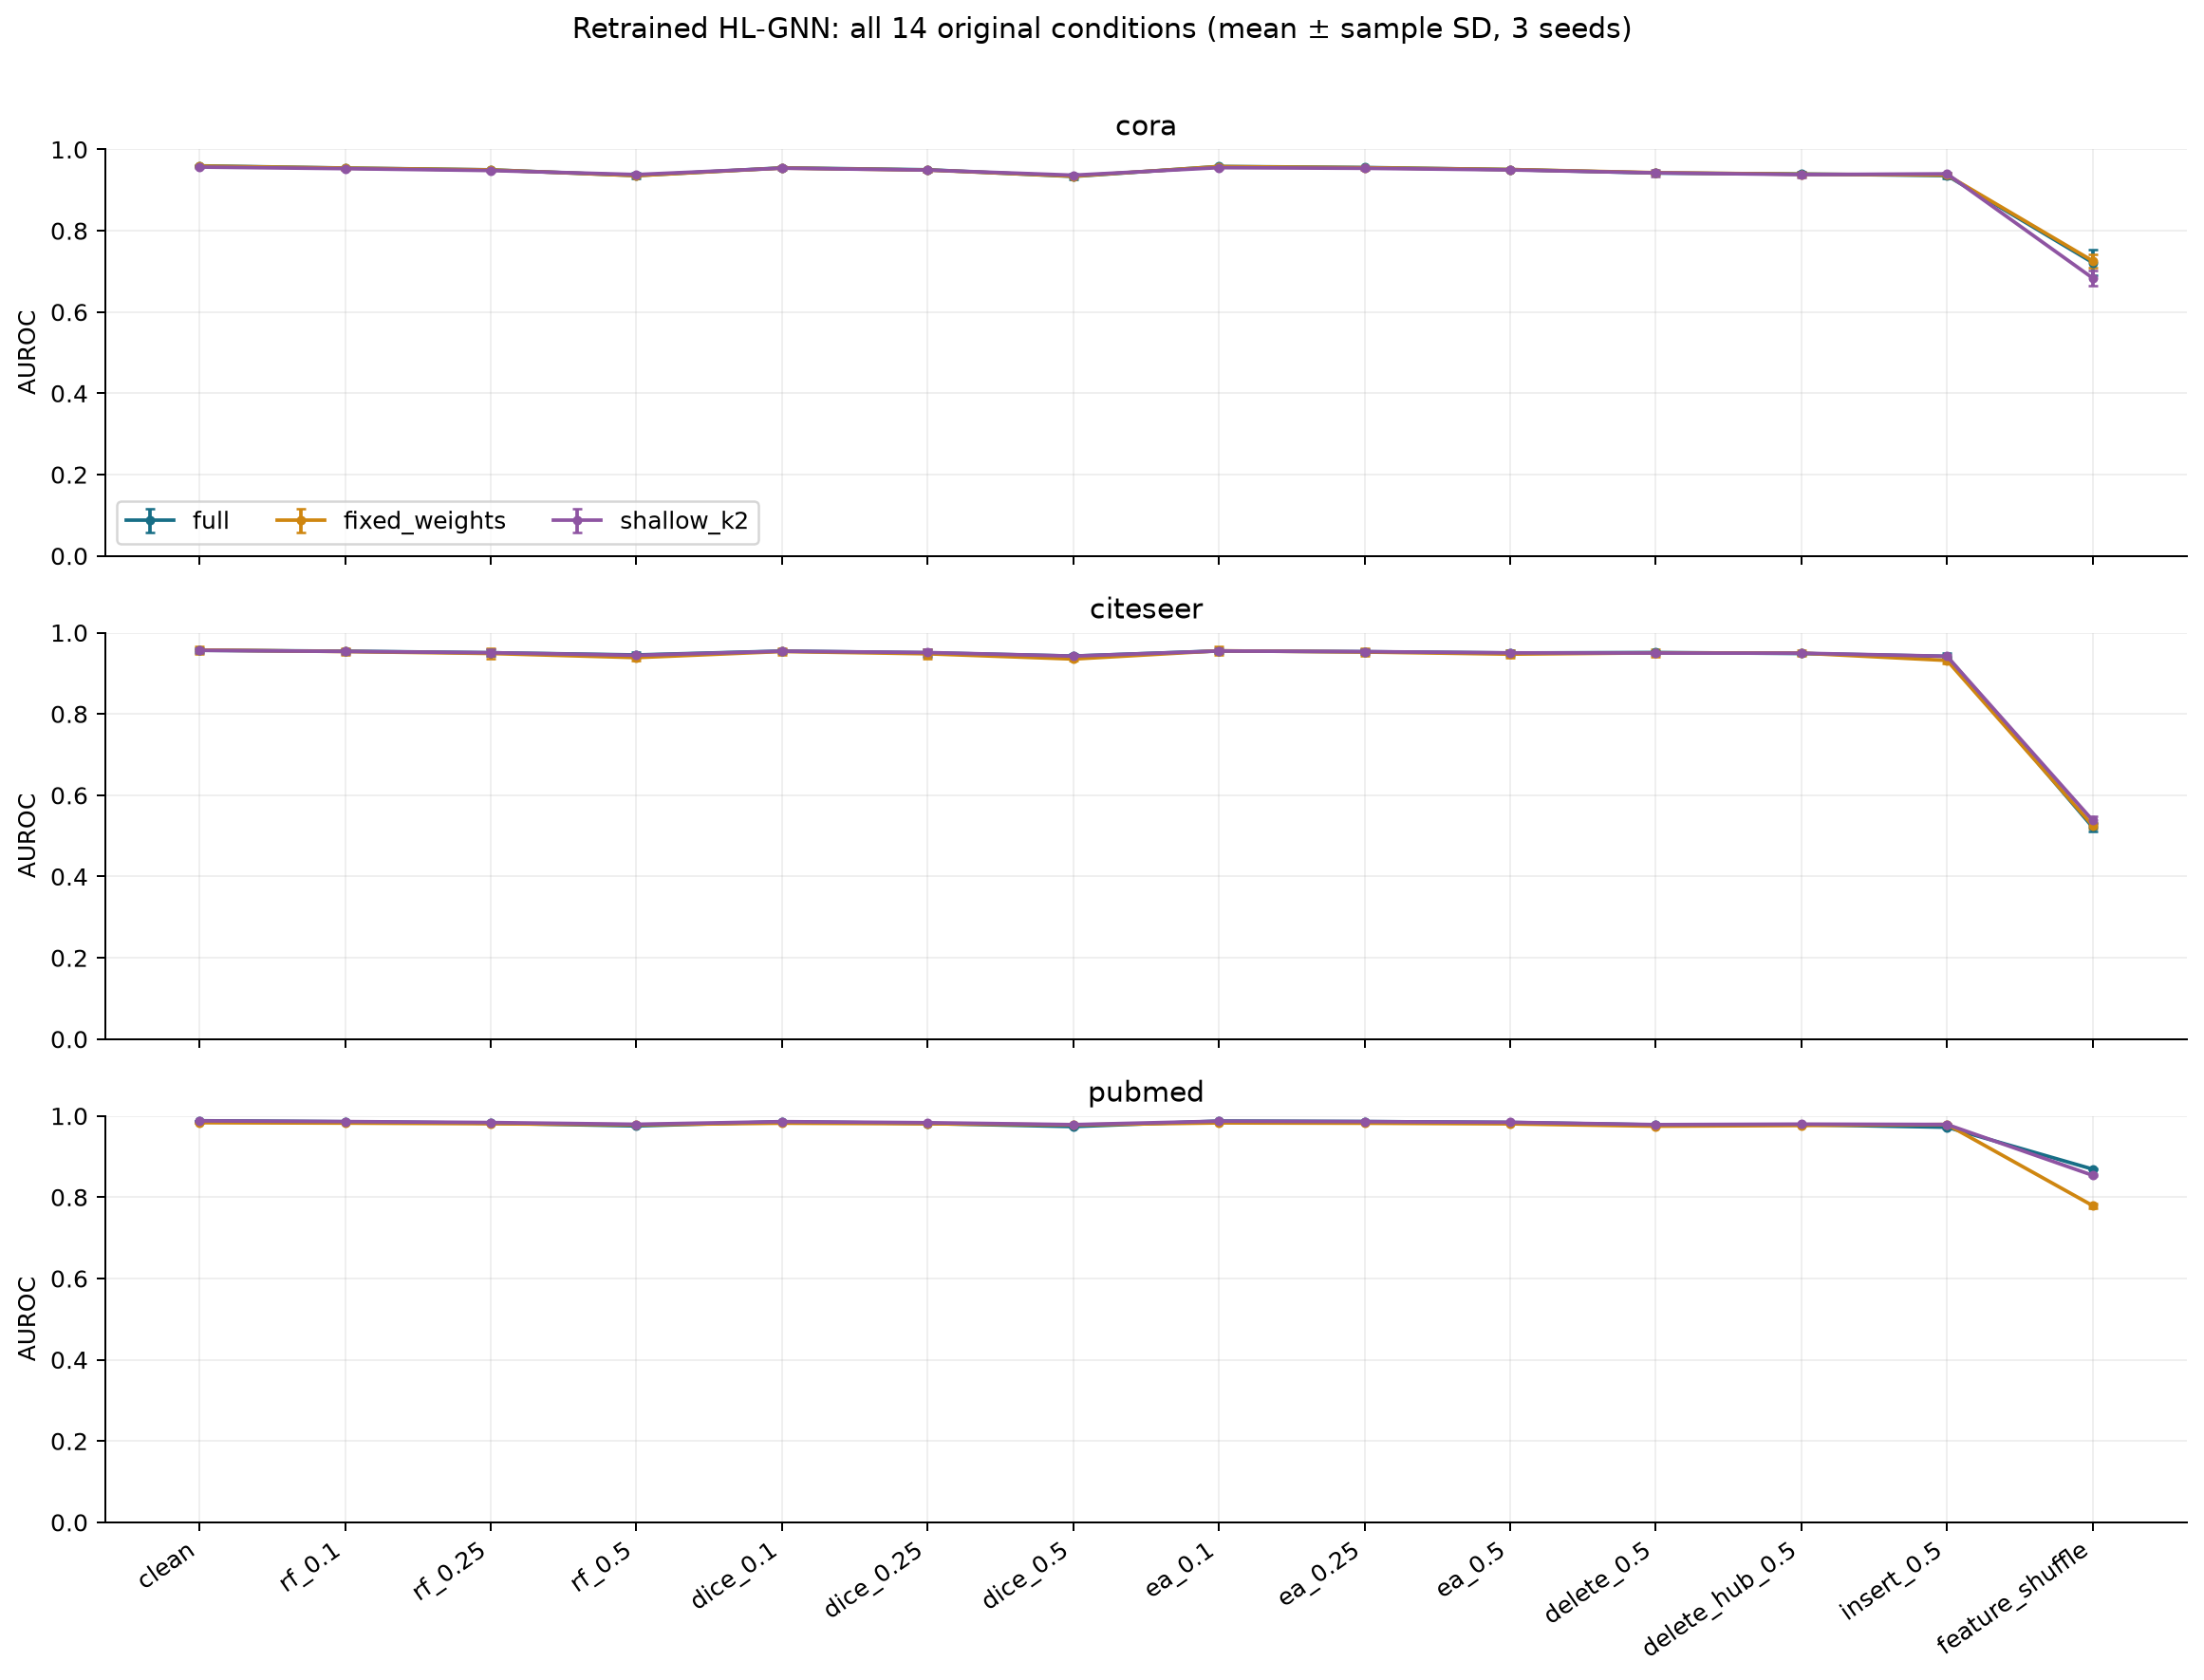 Retrained HL-GNN: all 14 original conditions (mean ± sample SD, 3 seeds)
cora
1.0
0.8
0.6
0.4
0.2
0.0
AUROC
full fixed_weights shallow_k2
citeseer
1.0
0.8
0.6
0.4
0.2
0.0
AUROC
pubmed
1.0
0.8
0.6
0.4
0.2
0.0
AUROC
clean
rf_0.1
rf_0.25
rf_0.5
dice_0.1
dice_0.25
dice_0.5
ea_0.1
ea_0.25
ea_0.5
delete_0.5
delete_hub_0.5
insert_0.5
feature_shuffle